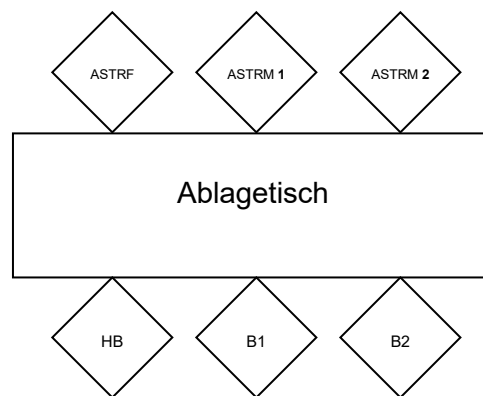 ASTRF
ASTRM 1
ASTRM 2
Ablagetisch
HB
B1
B2